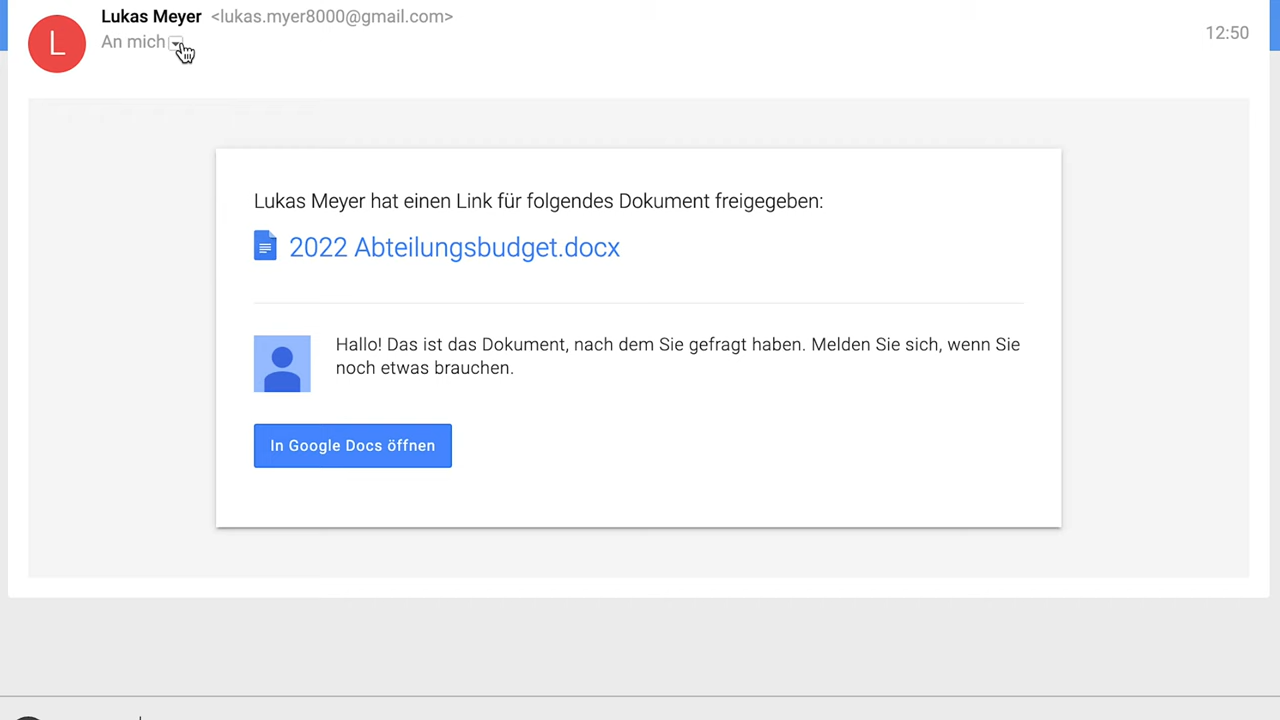 Lukas Meyer <lukas.myer8000@gmail.com>
12:50
An mich
L
Lukas Meyer hat einen Link für folgendes Dokument freigegeben:
2022 Abteilungsbudget.docx
Hallo! Das ist das Dokument, nach dem Sie gefragt haben. Melden Sie sich, wenn Sie
noch etwas brauchen.
In Google Docs öffnen